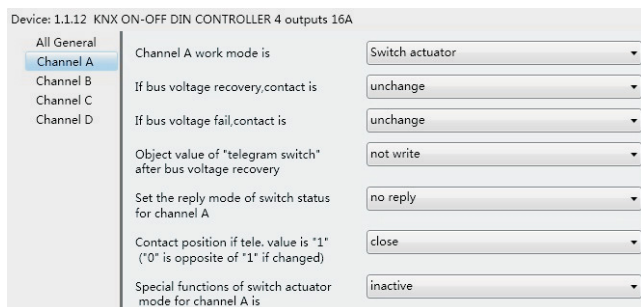 Device: 1.1.12 KNX ON-OFF DIN CONTROLLER 4 outputs 16A
All General
Channel A
Channel B
Channel C
Channel D
Channel A work mode is
Switch actuator
If bus voltage recovery,contact is
unchange
If bus voltage fail,contact is
unchange
Object value of "telegram switch"
after bus voltage recovery
not write
Set the reply mode of switch status
for channel A
no reply
Contact position if tele. value is "1"
("0" is opposite of "1" if changed)
close
Special functions of switch actuator
mode for channel A is
inactive